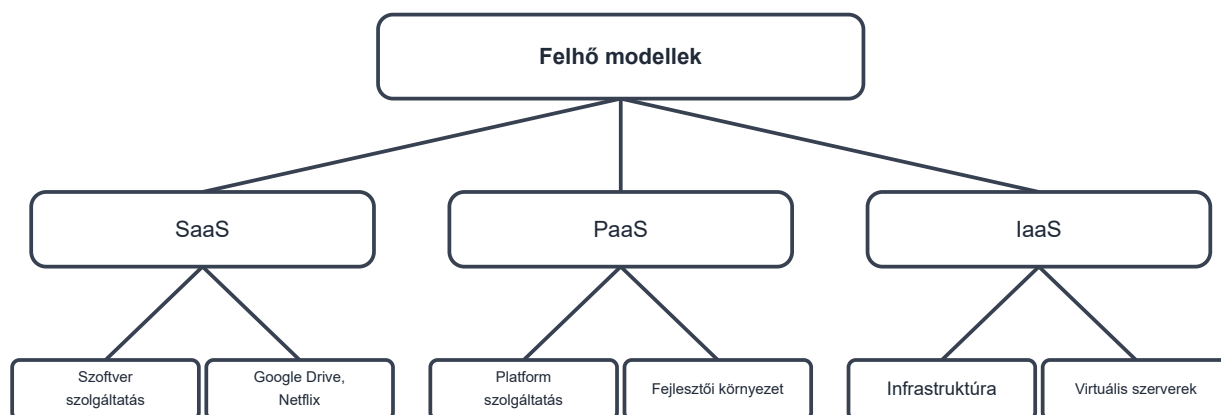 Felhő modellek
SaaS
PaaS
IaaS
Szoftver
szolgáltatás
Google Drive,
Netflix
Platform
szolgáltatás
Fejlesztői környezet
Infrastruktúra
Virtuális szerverek